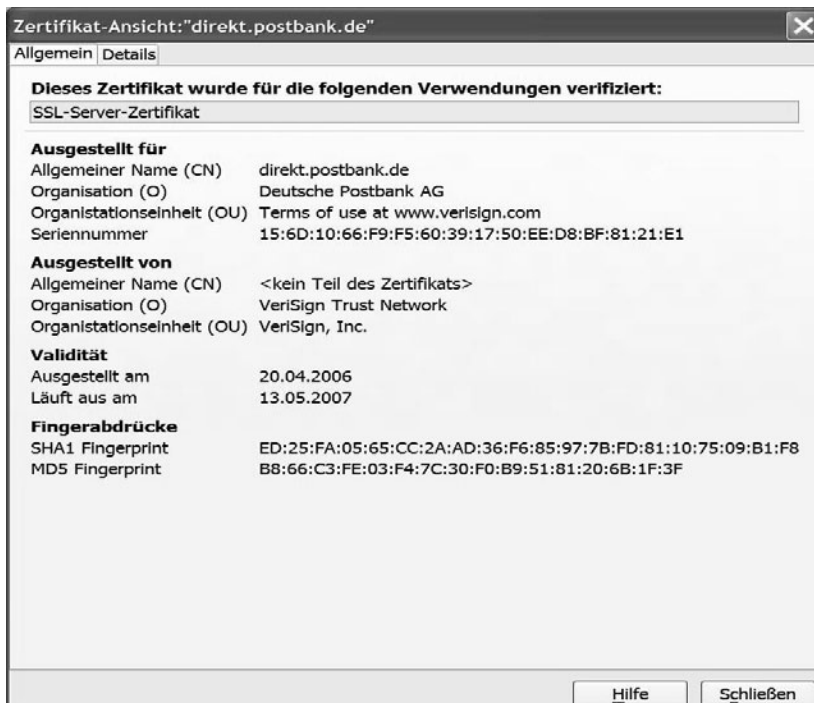 Zertifikat-Ansicht:"direkt.postbank.de"
Allgemein Details
Dieses Zertifikat wurde für die folgenden Verwendungen verifiziert:
SSL-Server-Zertifikat
Ausgestellt für
Allgemeiner Name (CN) direkt.postbank.de
Organisation (O) Deutsche Postbank AG
Organistationseinheit (OU) Terms of use at www.verisign.com
Seriennummer 15:6D:10:66:F9:F5:60:39:17:50:EE:D8:BF:81:21:E1
Ausgestellt von
Allgemeiner Name (CN) <kein Teil des Zertifikats>
Organisation (O) VeriSign Trust Network
Organistationseinheit (OU) VeriSign, Inc.
Validität
Ausgestellt am 20.04.2006
Läuft aus am 13.05.2007
Fingerabdrücke
SHA1 Fingerprint ED:25:FA:05:65:CC:2A:AD:36:F6:85:97:7B:FD:81:10:75:09:B1:F8
MD5 Fingerprint B8:66:C3:FE:03:F4:7C:30:F0:B9:51:81:20:6B:1F:3F
Hilfe Schließen